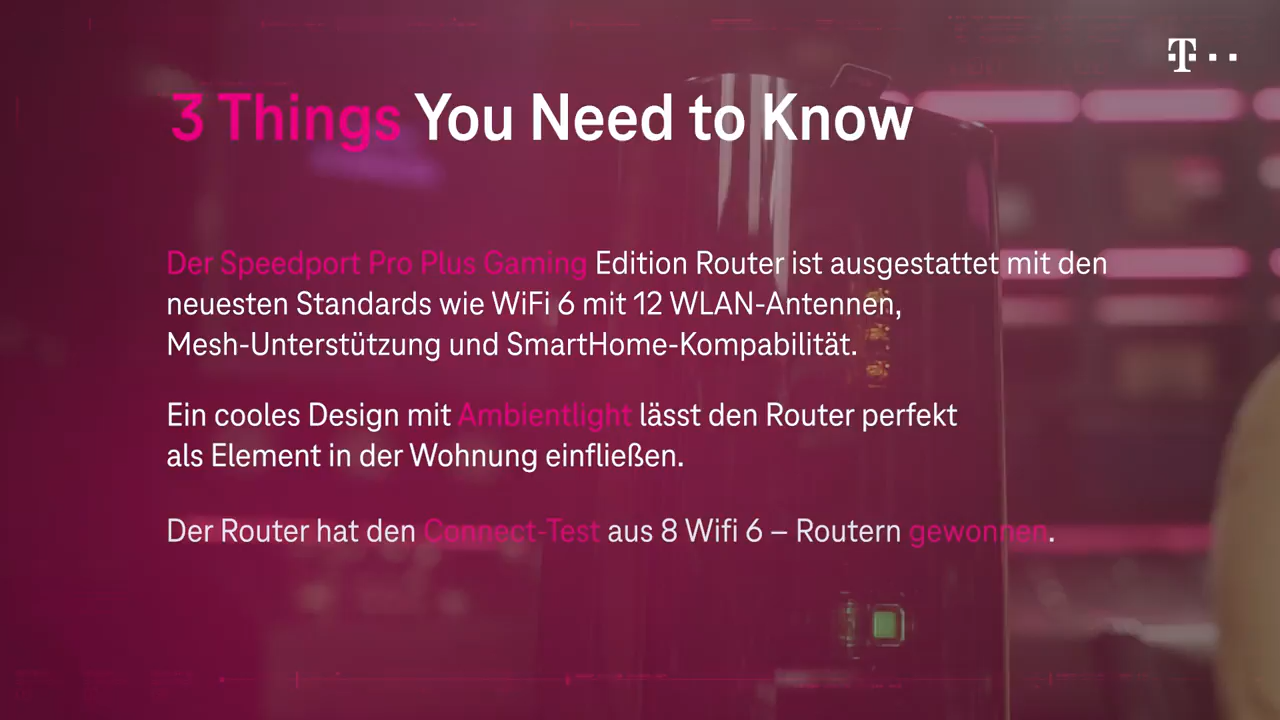 T
3 Things You Need to Know
Der Speedport Pro Plus Gaming Edition Router ist ausgestattet mit den
neuesten Standards wie WiFi 6 mit 12 WLAN-Antennen,
Mesh-Unterstützung und SmartHome-Kompabilität.
Ein cooles Design mit Ambientlight lässt den Router perfekt
als Element in der Wohnung einfließen.
Der Router hat den Connect-Test aus 8 Wifi 6 – Routern gewonnen.